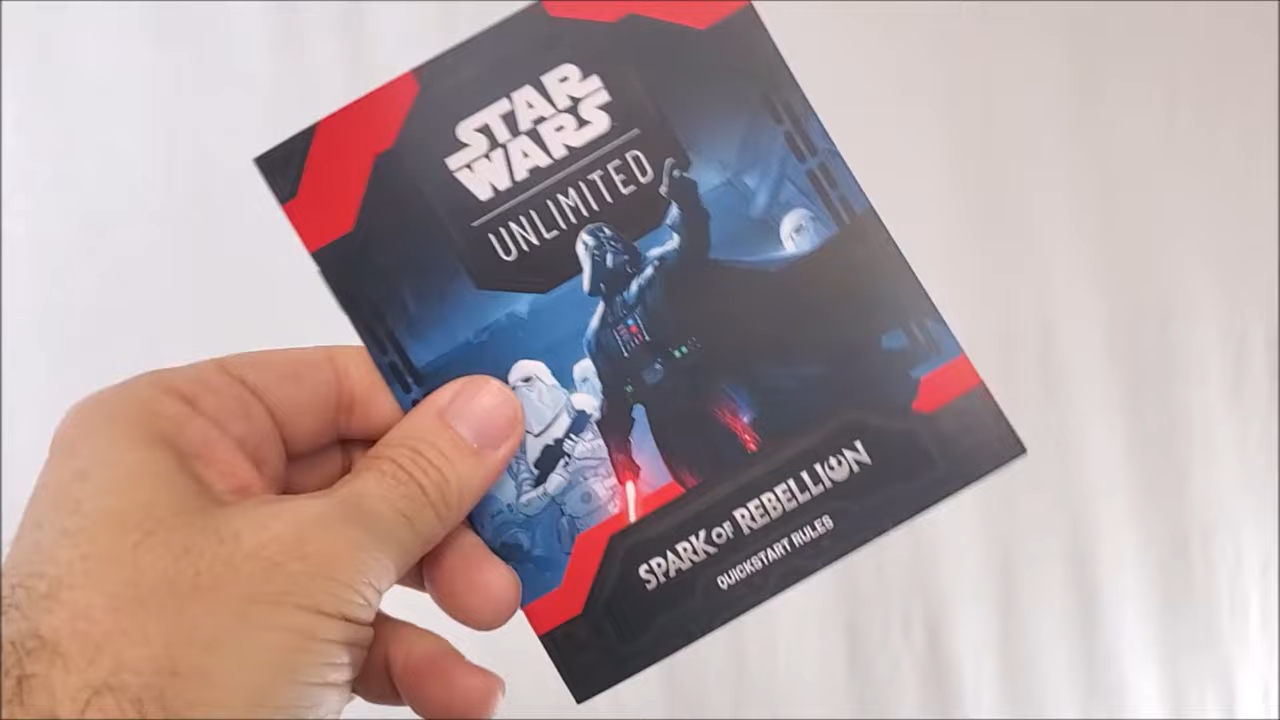 STAR
WARS
UNLIMITED
SPARK OF REBELLION
QUICKSTART RULES